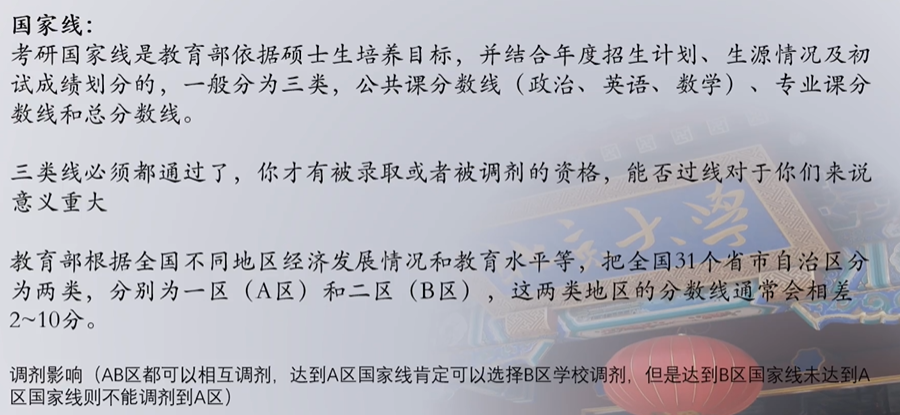 国家线：
考研国家线是教育部依据硕士生培养目标，并结合年度招生计划、生源情况及初
试成绩划分的，一般分为三类，公共课分数线（政治、英语、数学）、专业课分
数线和总分数线。
三类线必须都通过了，你才有被录取或者被调剂的资格，能否过线对于你们来说
意义重大
教育部根据全国不同地区经济发展情况和教育水平等，把全国31个省市自治区分
为两类，分别为一区（A区）和二区（B区），这两类地区的分数线通常会相差
2~10分。
调剂影响（AB区都可以相互调剂，达到A区国家线肯定可以选择B区学校调剂，但是达到B区国家线未达到A
区国家线则不能调剂到A区）
大学